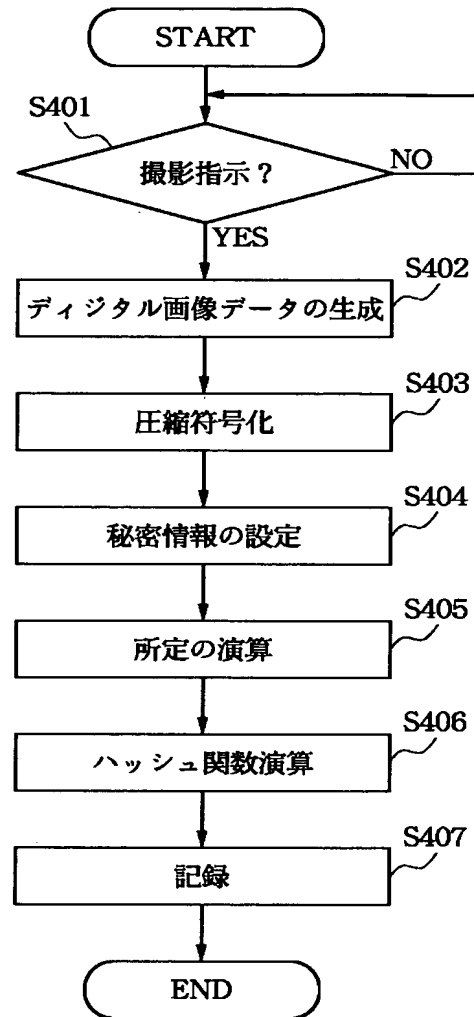 START
S401
撮影指示？
NO
YES
S402
ディジタル画像データの生成
S403
圧縮符号化
S404
秘密情報の設定
S405
所定の演算
S406
ハッシュ関数演算
S407
記録
END